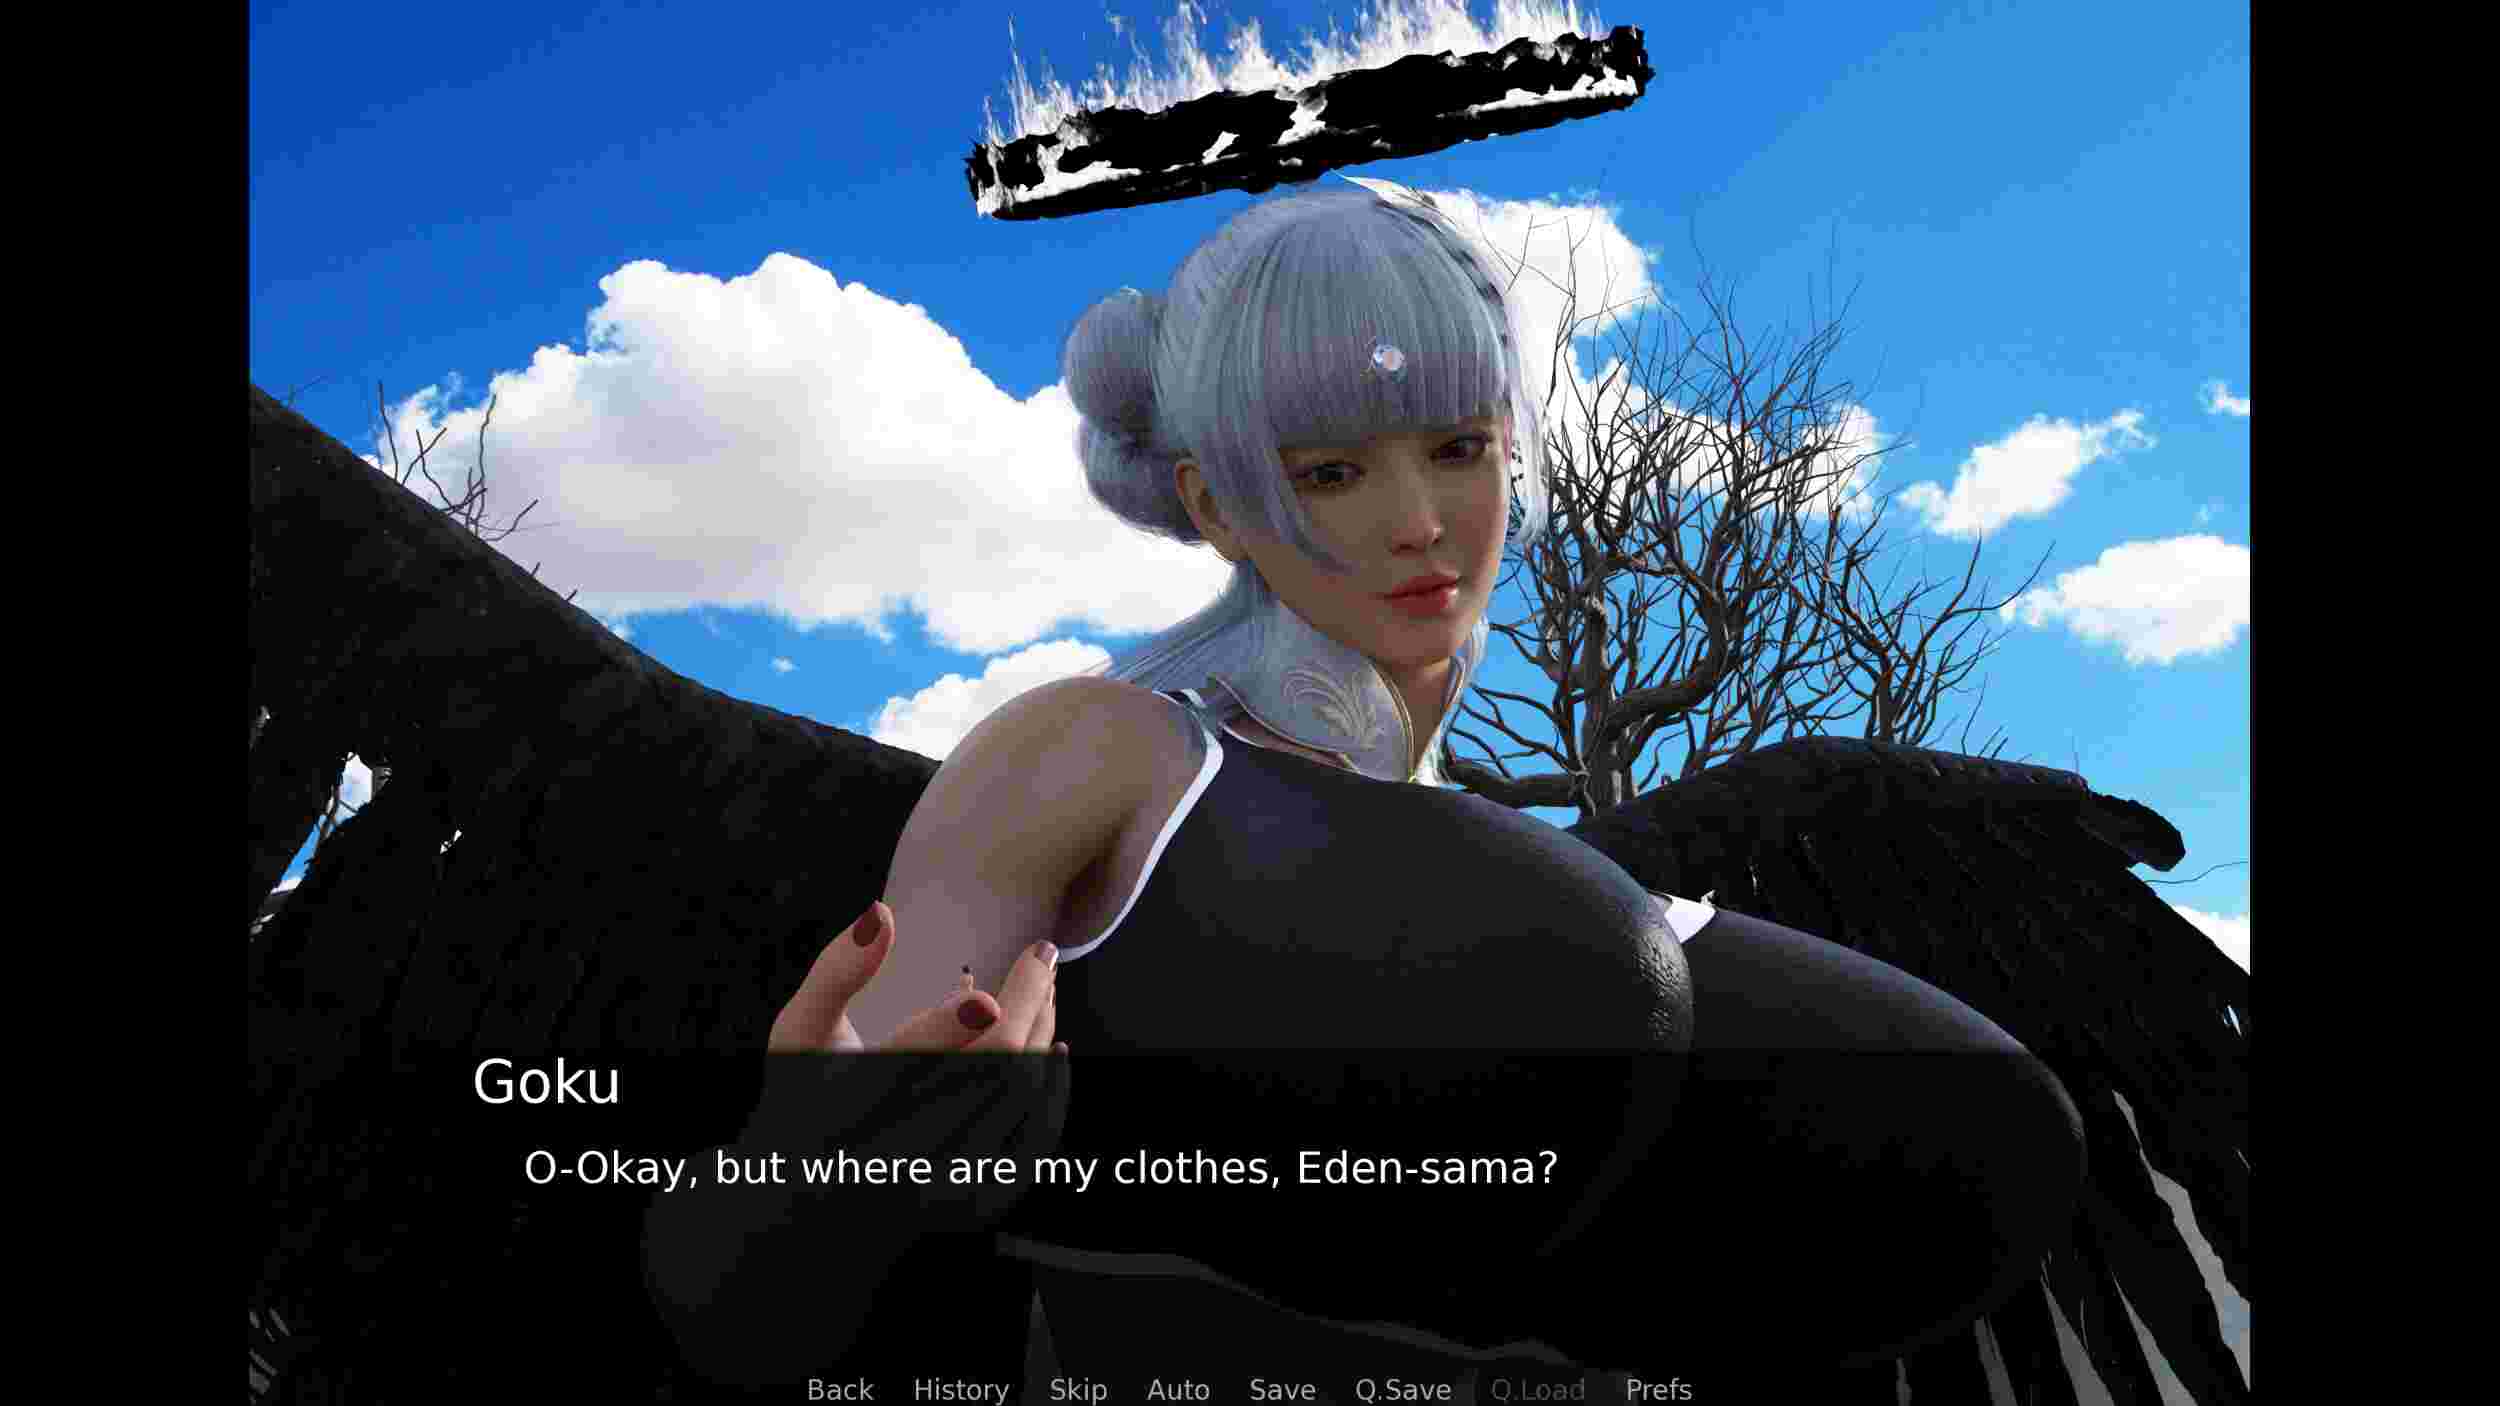 Goku
O-Okay, but where are my clothes, Eden-sama?
Back History Skip Auto Save Q.Save Q.Load Prefs